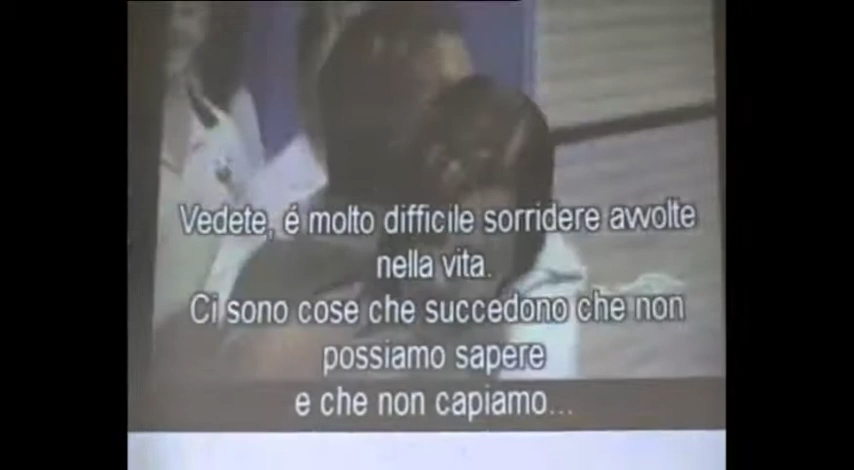 Vedete, é molto difficile sorridere avvolte
nella vita.
Ci sono cose che succedono che non
possiamo sapere
e che non capiamo...